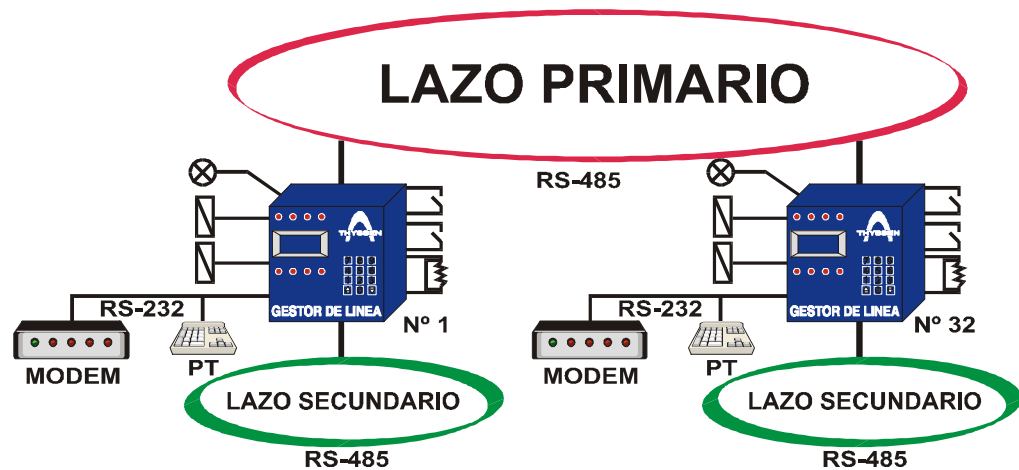 LAZO PRIMARIO
RS-485
THYSSEN
THYSSEN
RS-232
GESTOR DE LINEA
Nº 1
RS-232
GESTOR DE LINEA
Nº 32
MODEM
PT
MODEM
PT
LAZO SECUNDARIO
LAZO SECUNDARIO
RS-485
RS-485